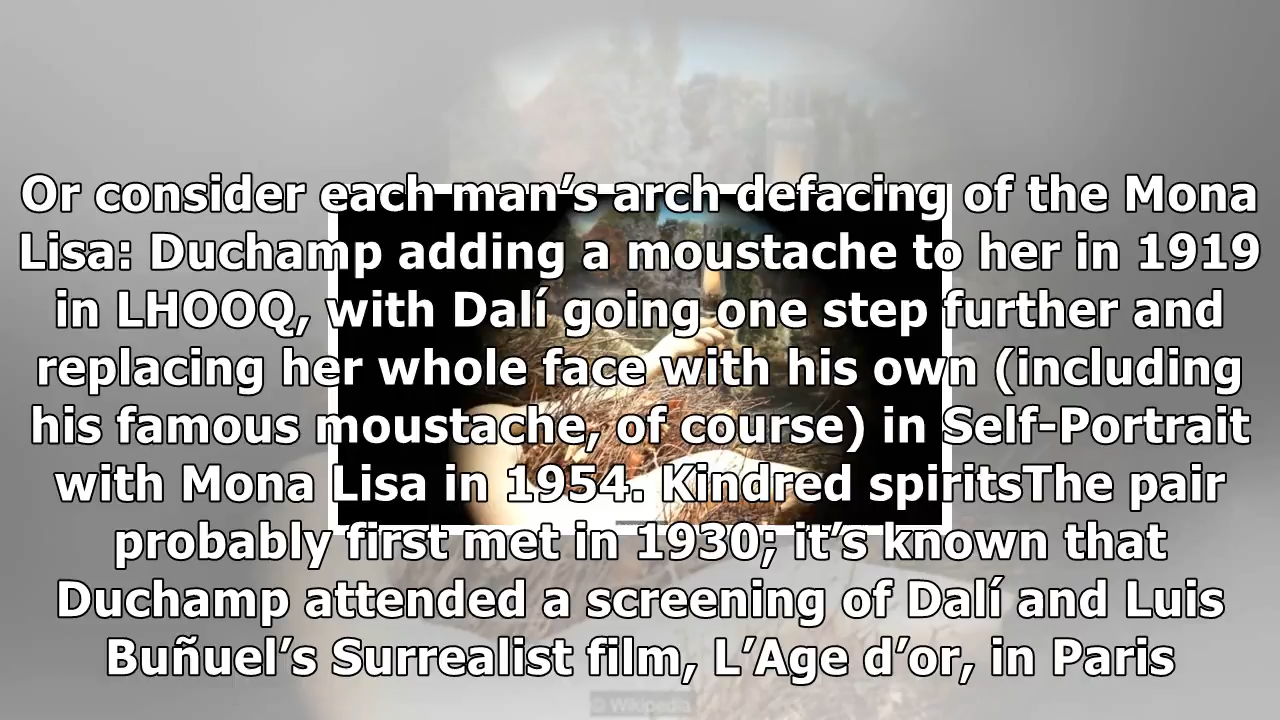 Or consider each man’s arch defacing of the Mona
Lisa: Duchamp adding a moustache to her in 1919
in LHOOQ, with Dalí going one step further and
replacing her whole face with his own (including
his famous moustache, of course) in Self-Portrait
with Mona Lisa in 1954. Kindred spiritsThe pair
probably first met in 1930; it’s known that
Duchamp attended a screening of Dalí and Luis
Buñuel’s Surrealist film, L’Age d’or, in Paris
© Wikipedia